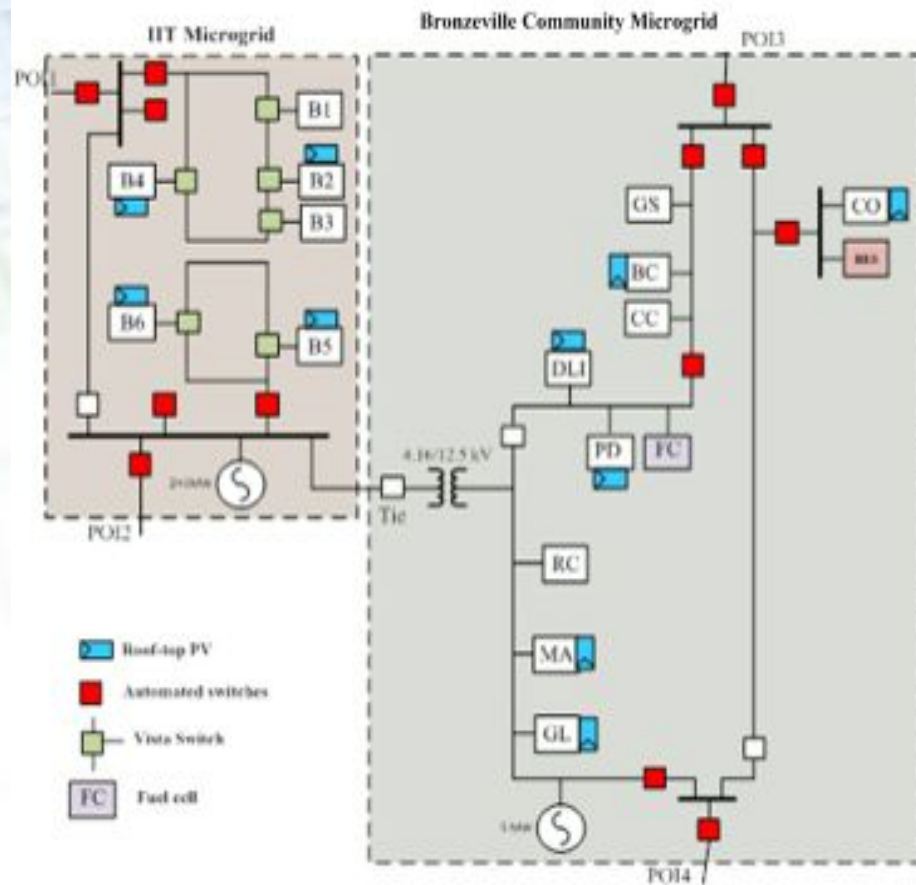 IIT Microgrid
Bronzeville Community Microgrid
POI1
POI3
B1
B2
B3
B4
B5
B6
GS
BC
CC
CO
DLI
PD
FC
4.16/12.5 kV
Tie
POI2
RC
MA
GL
POI4
Roof-top PV
Automated switches
Vista Switch
FC
Fuel cell